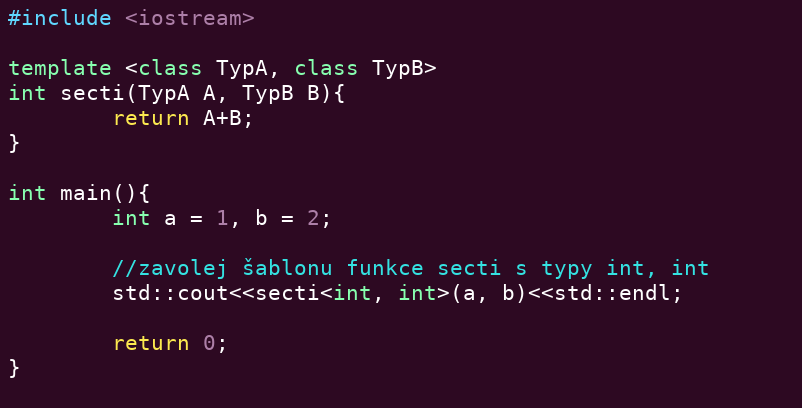 #include <iostream>
template <class TypA, class TypB>
int secti(TypA A, TypB B){
return A+B;
}
int main(){
int a = 1, b = 2;
//zavolej šablonu funkce secti s typy int, int
std::cout<<secti<int, int>(a, b)<<std::endl;
return 0;
}